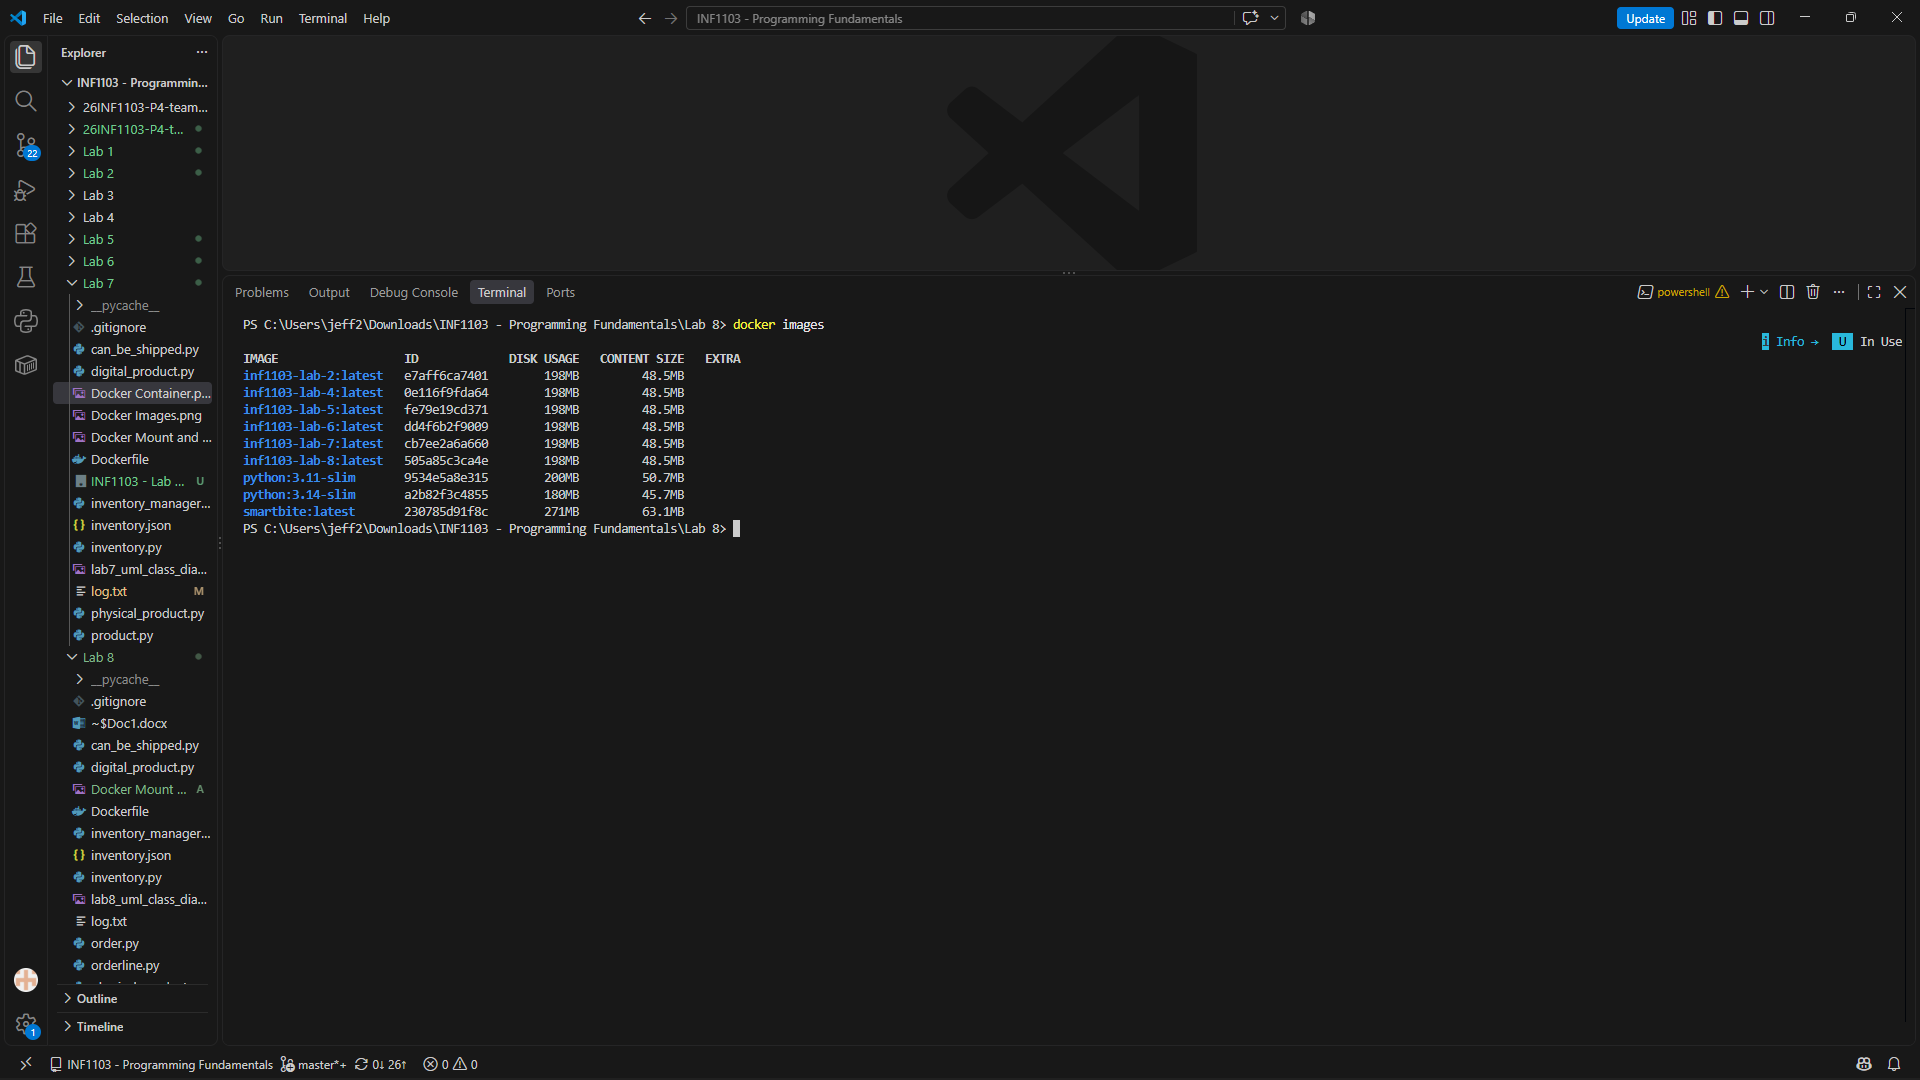 File Edit Selection View Go Run Terminal Help
INF1103 - Programming Fundamentals
Update
Explorer
INF1103 - Programmin...
26INF1103-P4-team...
26INF1103-P4-t...
Lab 1
Lab 2
Lab 3
Lab 4
Lab 5
Lab 6
Lab 7
__pycache__
.gitignore
can_be_shipped.py
digital_product.py
Docker Container.p...
Docker Images.png
Docker Mount and ...
Dockerfile
INF1103 - Lab ... U
inventory_manager...
inventory.json
inventory.py
lab7_uml_class_dia...
log.txt M
physical_product.py
product.py
Lab 8
__pycache__
.gitignore
~$Doc1.docx
can_be_shipped.py
digital_product.py
Docker Mount ... A
Dockerfile
inventory_manager...
inventory.json
inventory.py
lab8_uml_class_dia...
log.txt
order.py
orderline.py
Outline
Timeline
22
1
Problems Output Debug Console Terminal Ports
powershell
PS C:\Users\jeff2\Downloads\INF1103 - Programming Fundamentals\Lab 8> docker images
i Info → U In Use
IMAGE ID DISK USAGE CONTENT SIZE EXTRA
inf1103-lab-2:latest e7aff6ca7401 198MB 48.5MB
inf1103-lab-4:latest 0e116f9fda64 198MB 48.5MB
inf1103-lab-5:latest fe79e19cd371 198MB 48.5MB
inf1103-lab-6:latest dd4f6b2f9009 198MB 48.5MB
inf1103-lab-7:latest cb7ee2a6a660 198MB 48.5MB
inf1103-lab-8:latest 505a85c3ca4e 198MB 48.5MB
python:3.11-slim 9534e5a8e315 200MB 50.7MB
python:3.14-slim a2b82f3c4855 180MB 45.7MB
smartbite:latest 230785d91f8c 271MB 63.1MB
PS C:\Users\jeff2\Downloads\INF1103 - Programming Fundamentals\Lab 8>
INF1103 - Programming Fundamentals master*+ 0↓ 26↑ 0 0